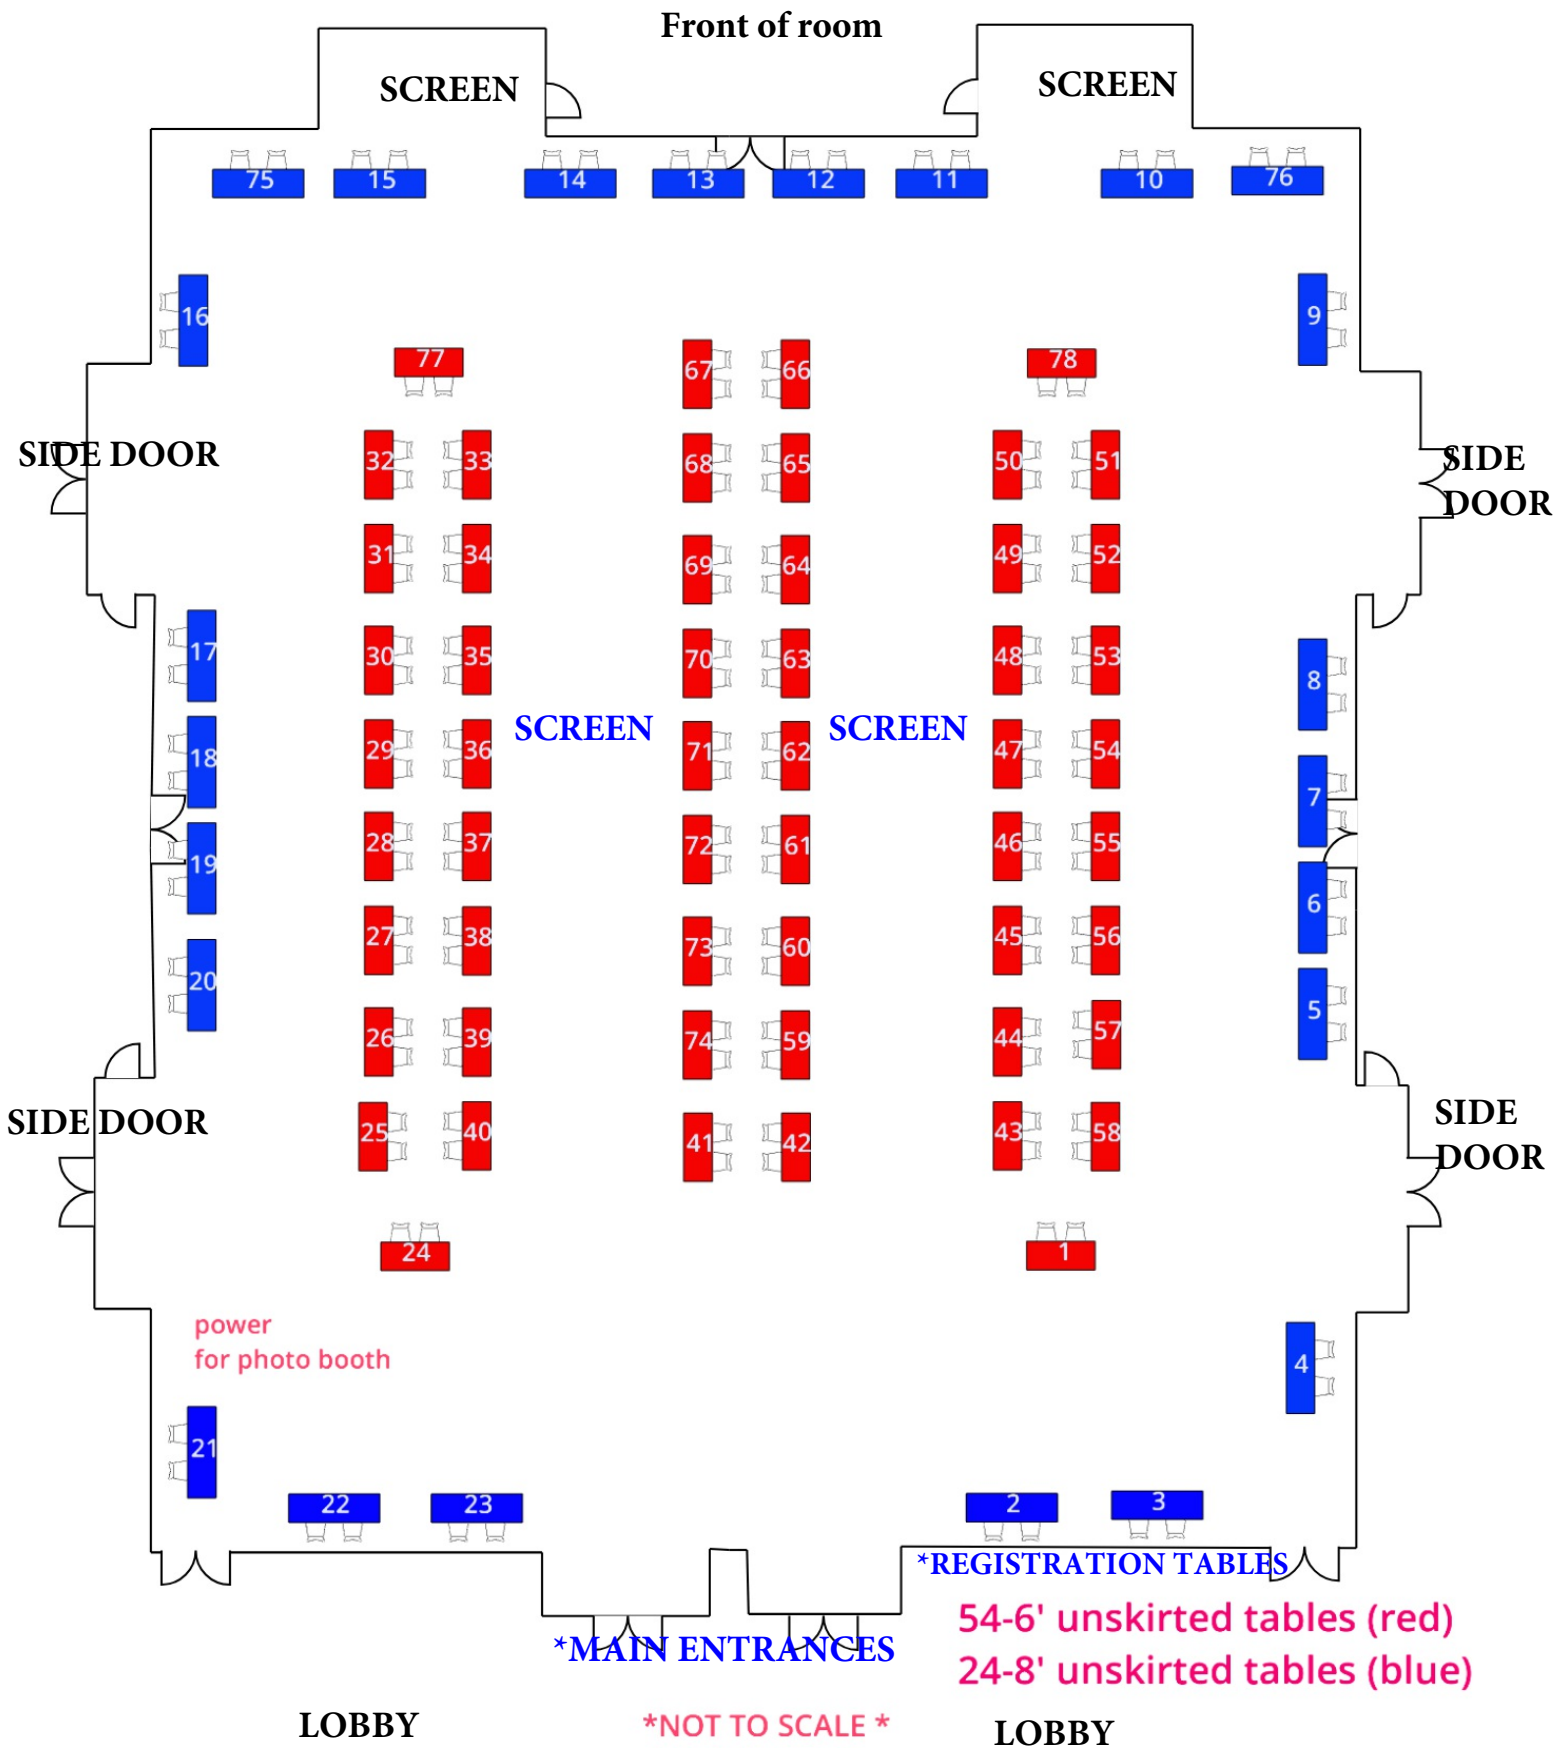 Front of room
SCREEN
SCREEN
75 15 14 13 12 11 10 76
16 9
77 67 66 78
32 33 68 65 50 51
SIDE DOOR
SIDE
DOOR
31 34 69 64 49 52
17 30 35 70 63 48 53 8
SCREEN
SCREEN
18 29 36 71 62 47 54 7
19 28 37 72 61 46 55 6
20 27 38 73 60 45 56 5
26 39 74 59 44 57
SIDE DOOR
SIDE
DOOR
25 40 41 42 43 58
24 1
power
for photo booth
4
21
22 23 2 3
*REGISTRATION TABLES
54-6' unskirted tables (red)
*MAIN ENTRANCES
24-8' unskirted tables (blue)
LOBBY
*NOT TO SCALE *
LOBBY